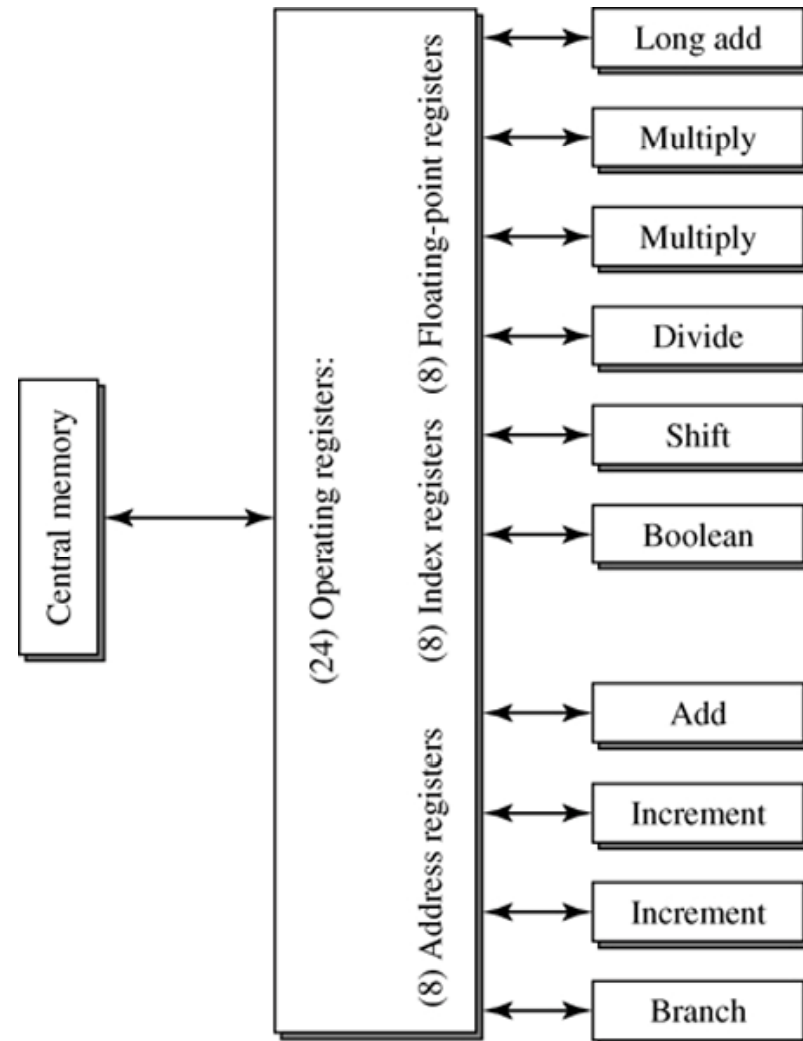 Central memory
(24) Operating registers:
(8) Address registers
(8) Index registers
(8) Floating-point registers
Long add
Multiply
Multiply
Divide
Shift
Boolean
Add
Increment
Increment
Branch